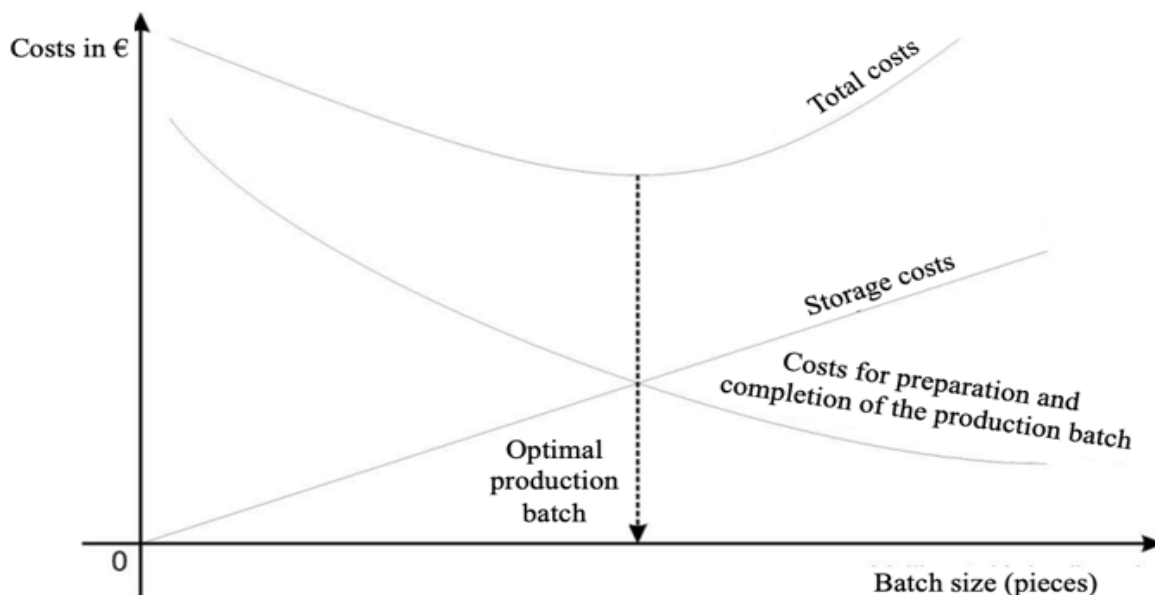 Costs in €
Total costs
Storage costs
Costs for preparation and
completion of the production batch
Optimal
production
batch
0
Batch size (pieces)